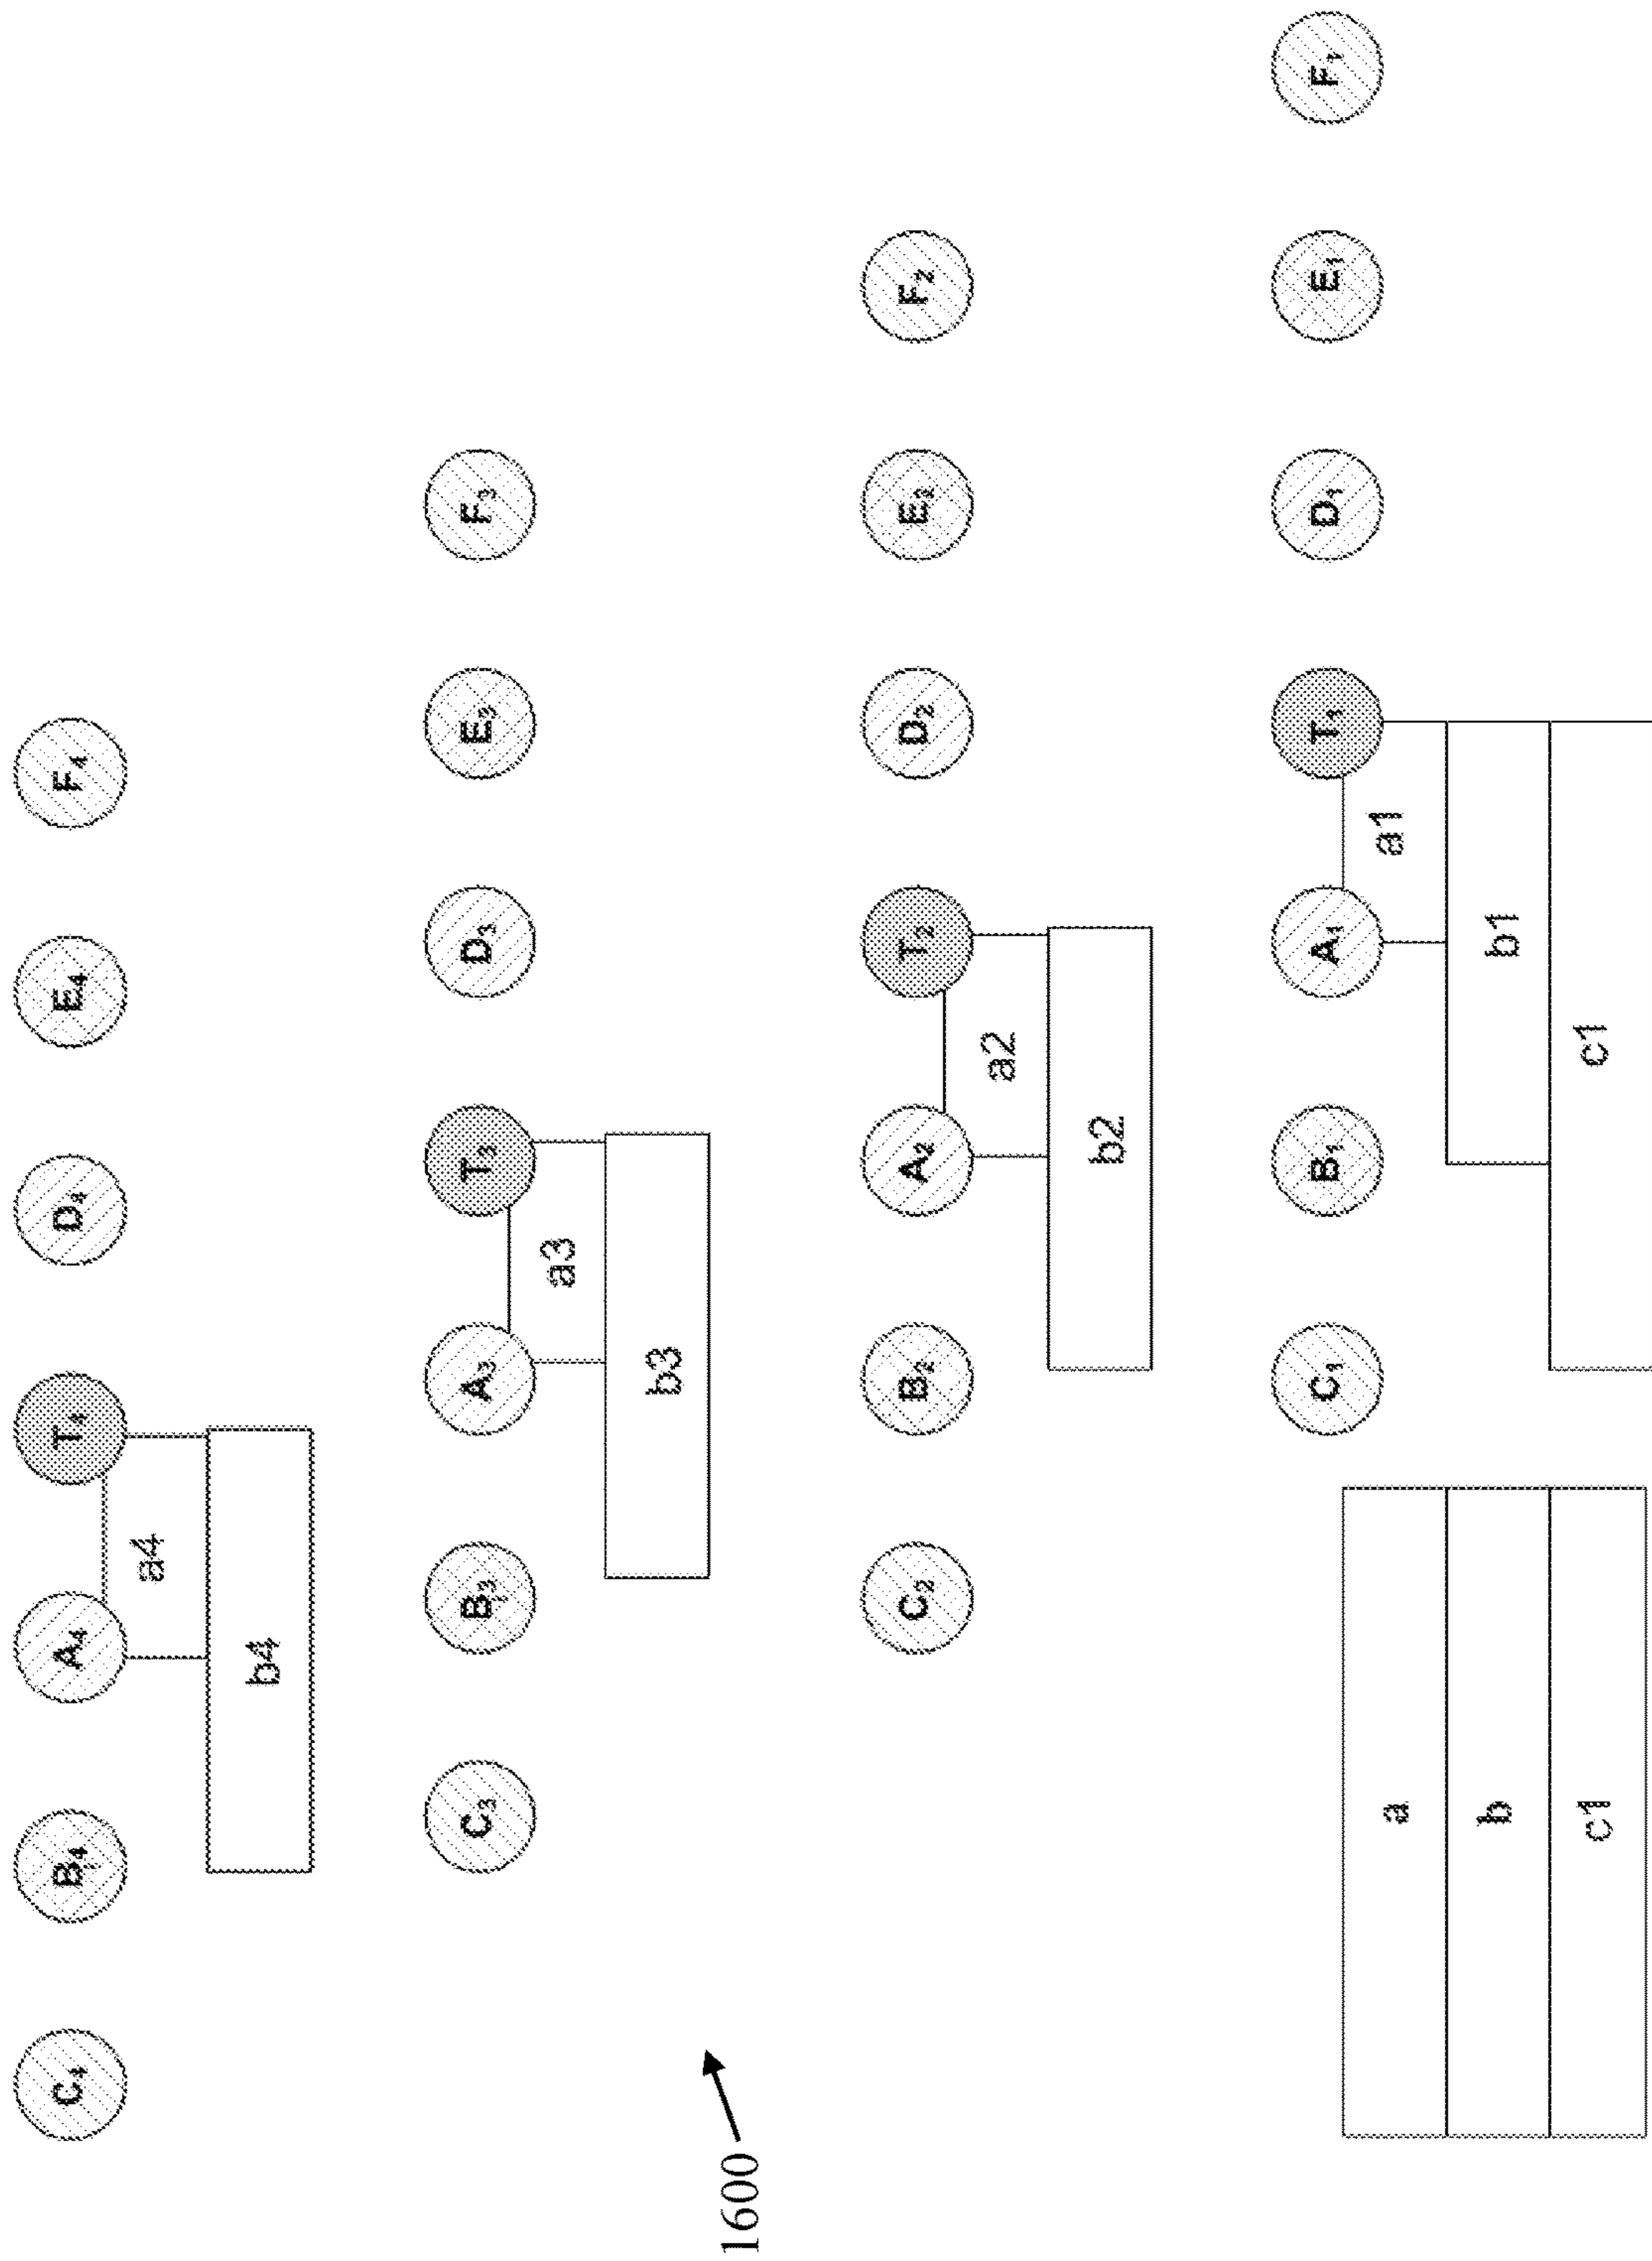 C₄ B₄ A₄ T₄ D₄ E₄ F₄
a4
b4
C₃ B₃ A₃ T₃ D₃ E₃ F₃
a3
b3
1600
C₂ B₂ A₂ T₂ D₂ E₂ F₂
a2
b2
C₁ B₁ A₁ T₁ D₁ E₁ F₁
a a1
b b1
c1 c1